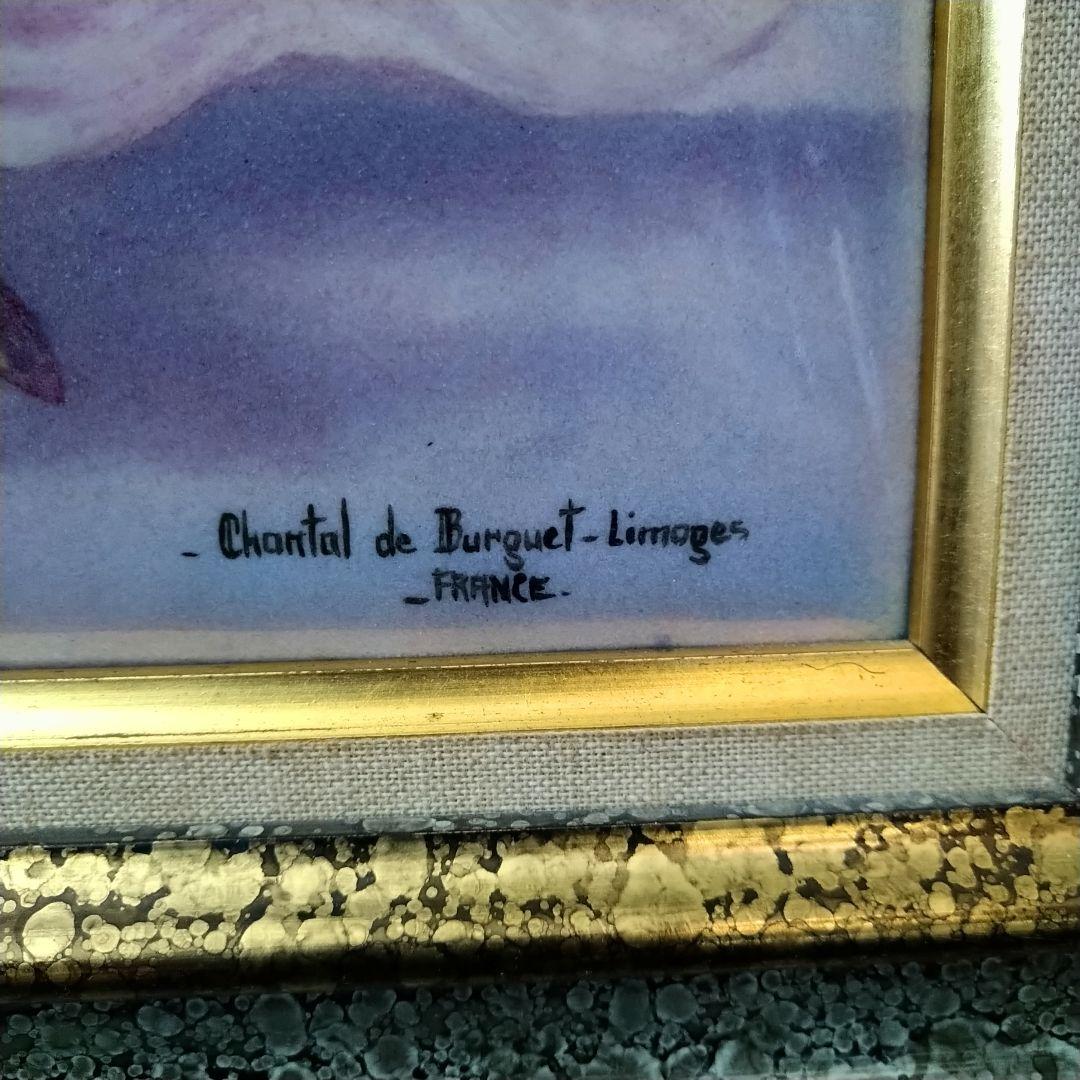 - Chantal de Burguet - Limoges
- FRANCE -